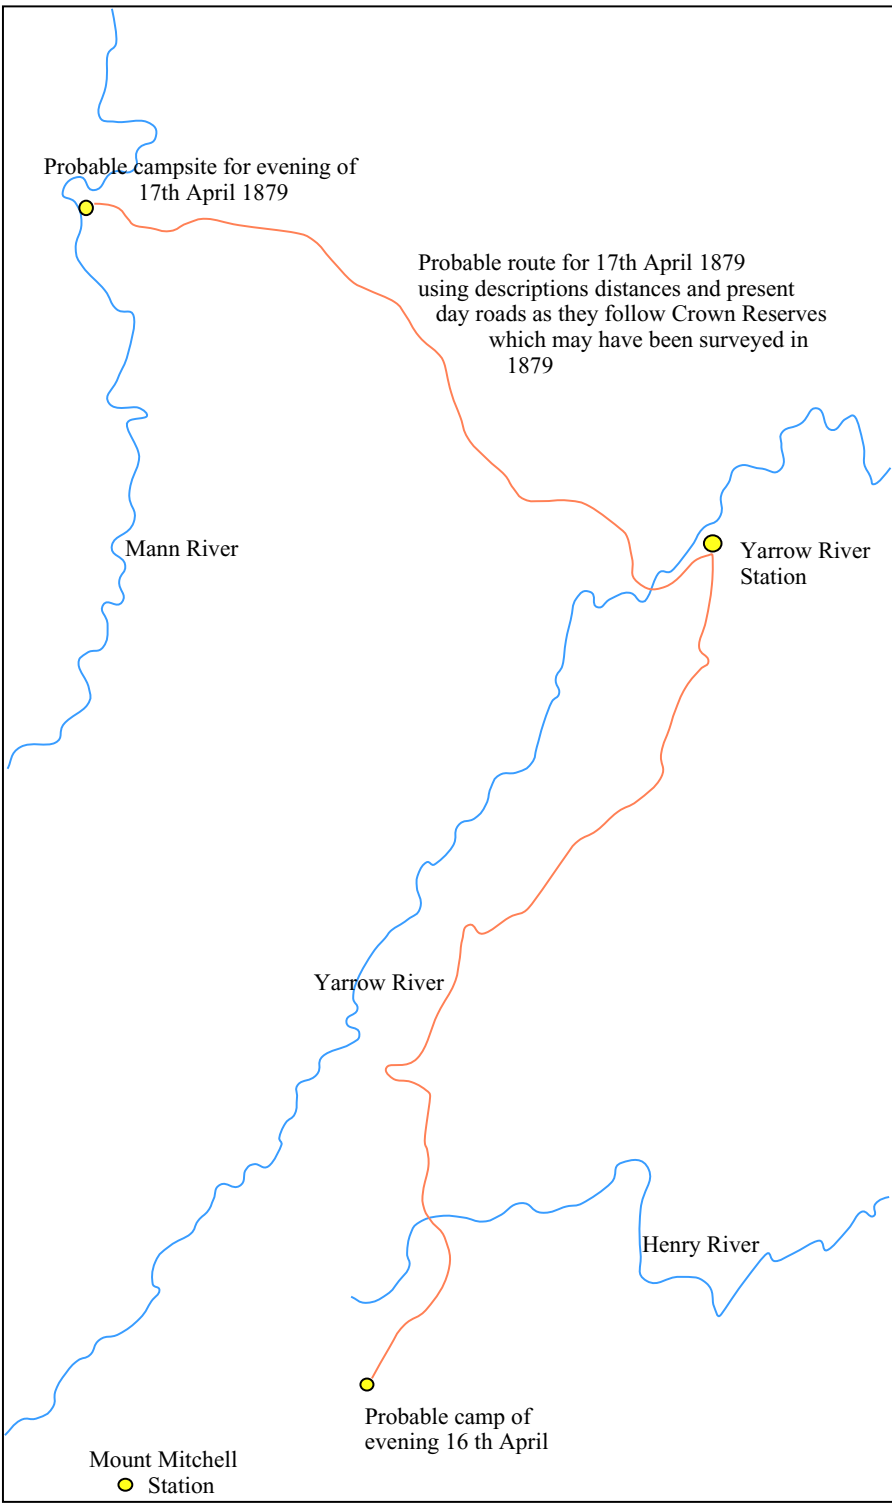 Probable campsite for evening of
17th April 1879
Probable route for 17th April 1879
using descriptions distances and present
day roads as they follow Crown Reserves
which may have been surveyed in
1879
Mann River
Yarrow River
Station
Yarrow River
Henry River
Probable camp of
evening 16 th April
Mount Mitchell
Station